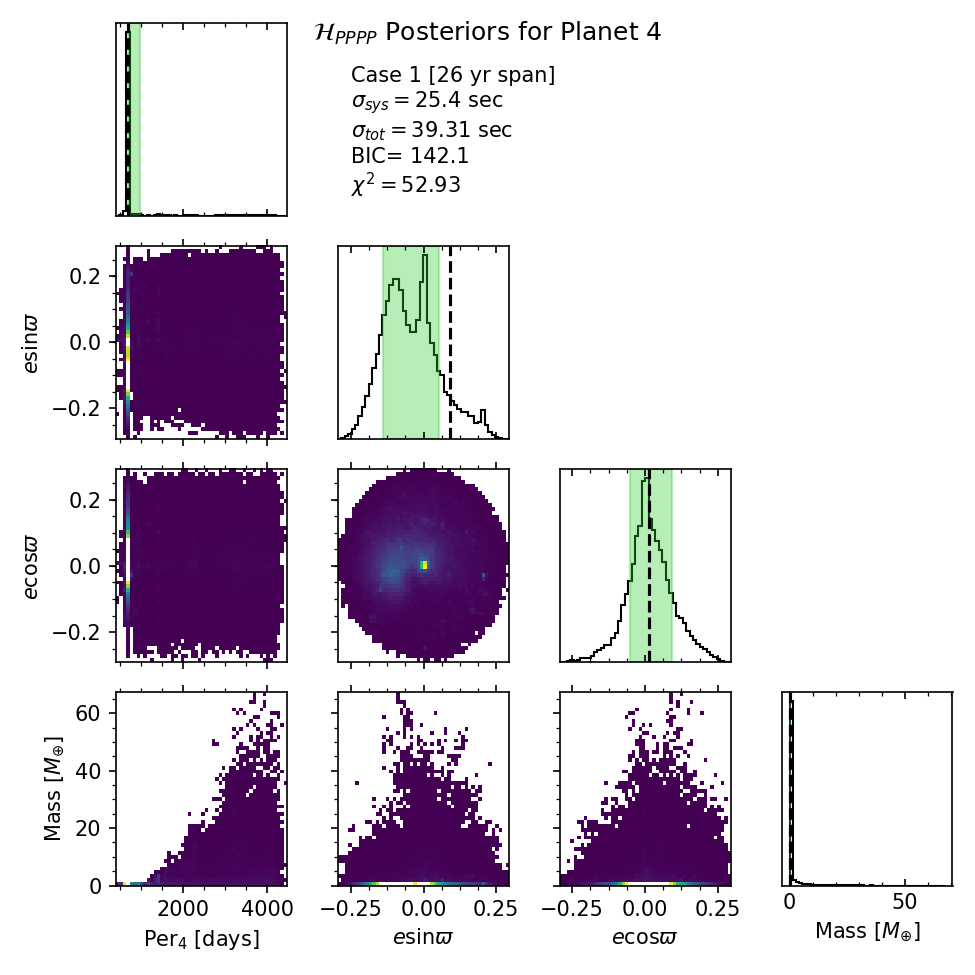 𝓗_PPPP Posteriors for Planet 4
Case 1 [26 yr span]
σ_sys = 25.4 sec
σ_tot = 39.31 sec
BIC= 142.1
χ² = 52.93
esinϖ
0.2
0.0
−0.2
ecosϖ
0.2
0.0
−0.2
Mass [M⊕]
60
40
20
0
2000 4000
Per₄ [days]
−0.25 0.00 0.25
esinϖ
−0.25 0.00 0.25
ecosϖ
0 50
Mass [M⊕]